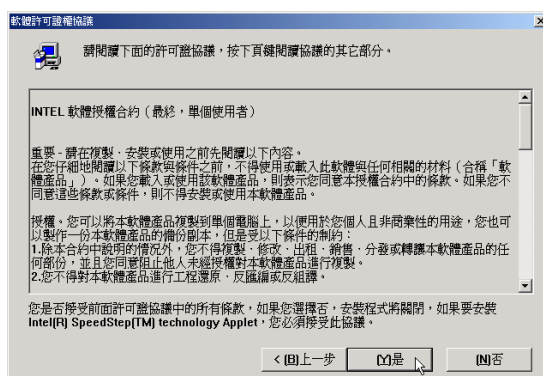 軟體許可證權協議
請閱讀下面的許可證協議,按下頁鍵閱讀協議的其它部分。
INTEL 軟體授權合約(最終,單個使用者)
重要 - 請在復製、安裝或使用之前先閱讀以下內容。
在您仔細地閱讀以下條款與條件之前,不得使用或載入此軟體與任何相關的材料(合稱「軟
體產品」)。如果您載入或使用該軟體產品,則表示您同意本授權合約中的條款。如果您不
同意這些條款或條件,則不得安裝或使用本軟體產品。
授權。您可以將本軟體產品復製到單個電腦上,以便用於您個人且非商業性的用途,您也可
以製作一份本軟體產品的備份副本,但是受以下條件的制約:
1.除本合約中說明的情況外,您不得復製、修改、出租、銷售、分發或轉讓本軟體產品的任
何部份,並且您同意阻止他人未經授權對本軟體產品進行復製。
2.您不得對本軟體產品進行工程還原、反匯編或反組譯。
您是否接受前面許可證協議中的所有條款,如果您選擇否,安裝程式將關閉,如果要安裝
Intel(R) SpeedStep(TM) technology Applet,您必須接受此協議。
< (B)上一步
(Y)是
(N)否